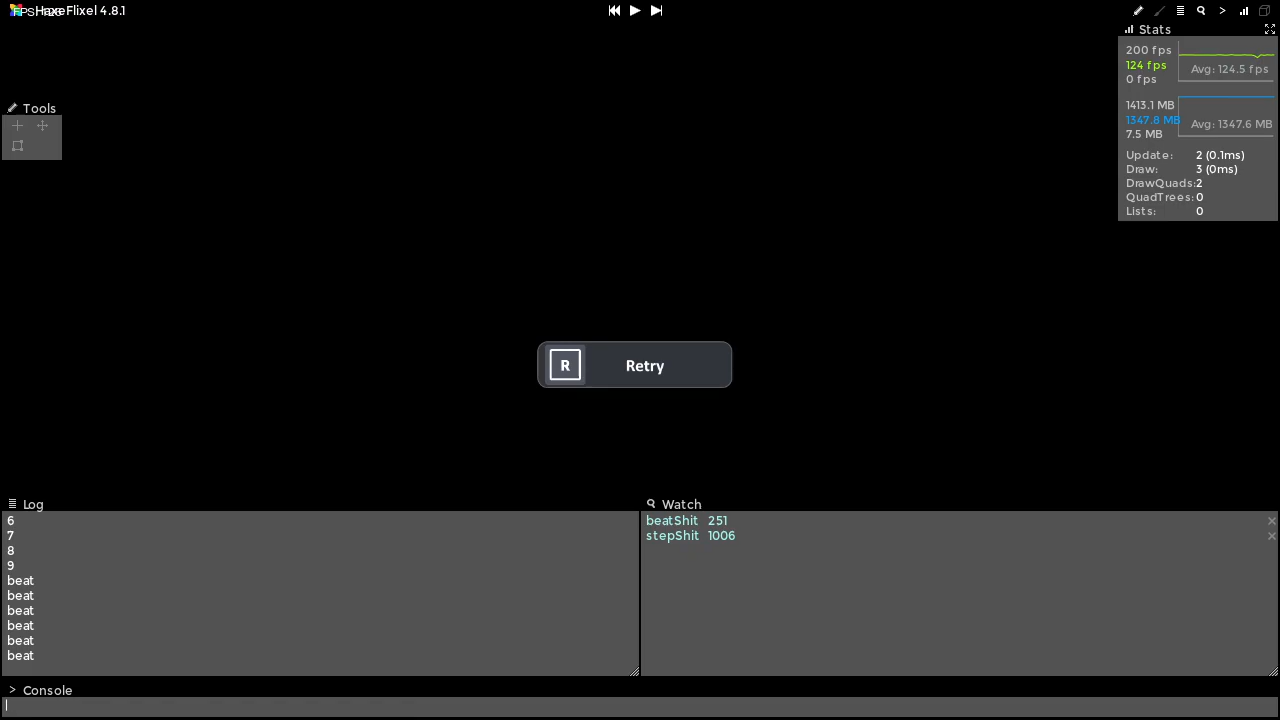 HaxeFlixel 4.8.1
Stats
200 fps
124 fps
0 fps
Avg: 124.5 fps
1413.1 MB
1347.8 MB
7.5 MB
Avg: 1347.6 MB
Update: 2 (0.1ms)
Draw: 3 (0ms)
DrawQuads: 2
QuadTrees: 0
Lists: 0
Tools
R Retry
Log
6
7
8
9
beat
beat
beat
beat
beat
beat
Watch
beatShit 251
stepShit 1006
> Console